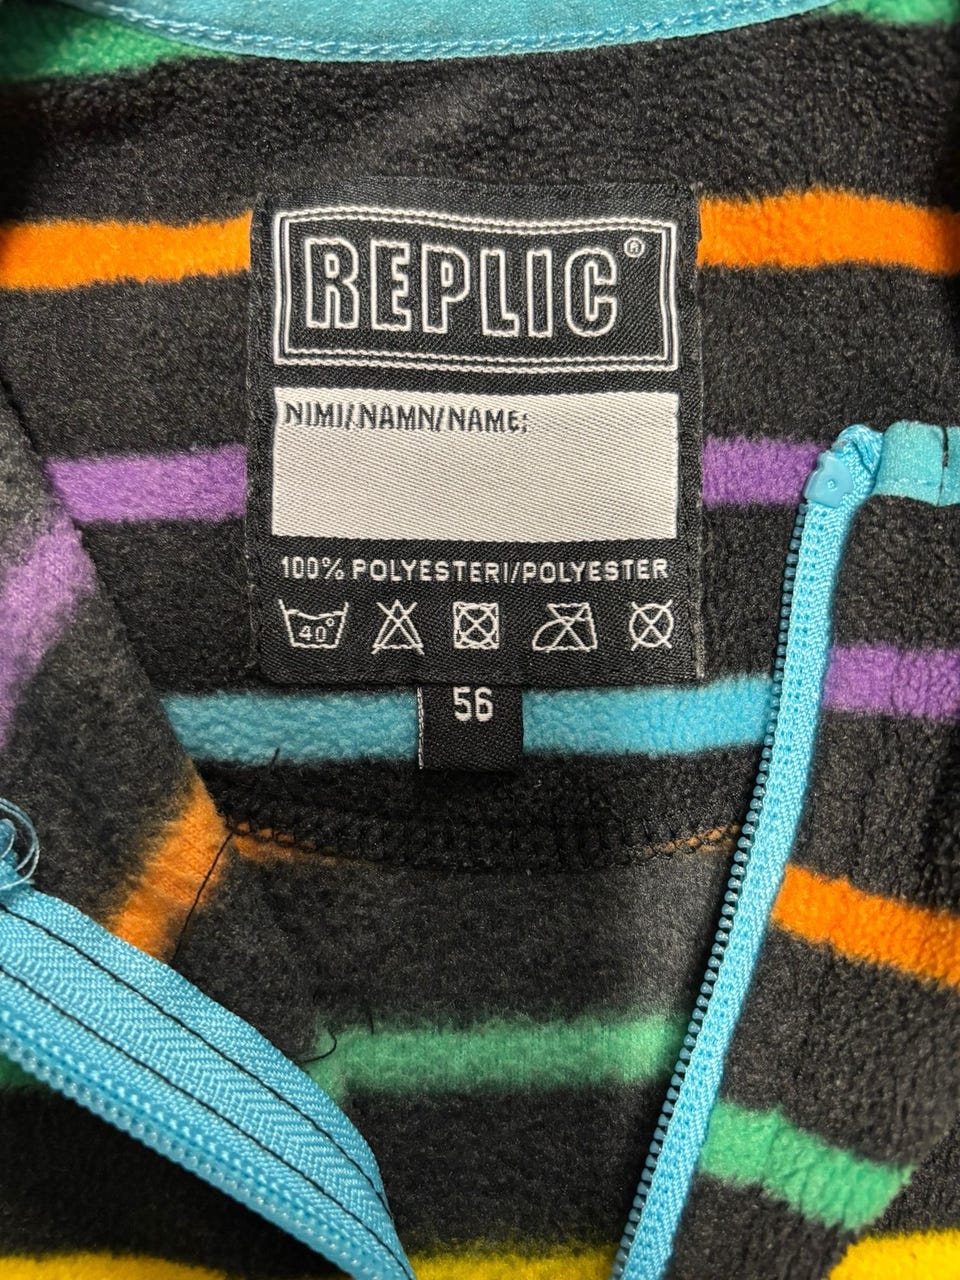 REPLIC®
NIMI/NAMN/NAME:
100% POLYESTERI/POLYESTER
40°
56